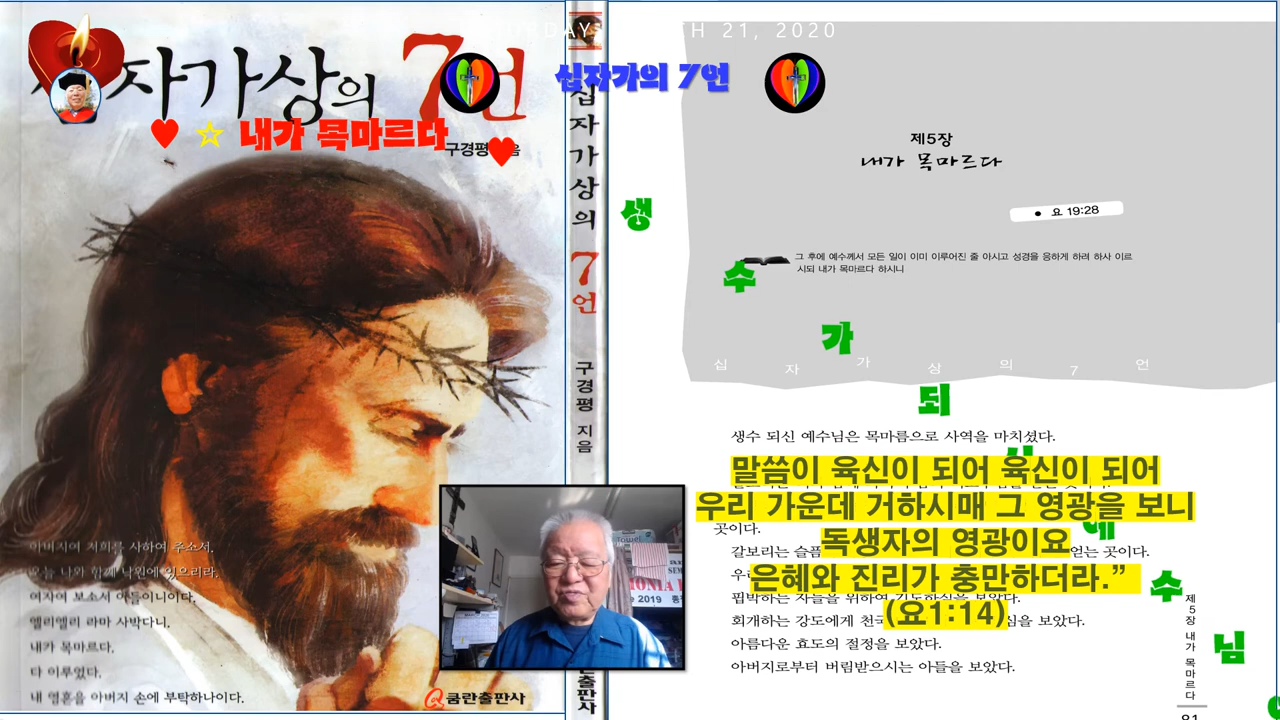 SATURDAY, MARCH 21, 2020
십자가상의 7언
내가 목마르다
구경평 지음
십자가의 7언
십자가상의 7언
구경평 지음
제5장
내가 목마르다
• 요 19:28
그 후에 예수께서 모든 일이 이미 이루어진 줄 아시고 성경을 응하게 하려 하사 이르
시되 내가 목마르다 하시니
십자가상의 7언
생
수
가
되
예
수
님
생수 되신 예수님은 목마름으로 사역을 마치셨다.
말씀이 육신이 되어 육신이 되어
우리 가운데 거하시매 그 영광을 보니
독생자의 영광이요
은혜와 진리가 충만하더라.”
(요1:14)
곳이다.
갈보리는 슬픔
얻는 곳이다.
핍박하는 자들을 위하여 기도하심을 보았다.
회개하는 강도에게 천국
심을 보았다.
아름다운 효도의 절정을 보았다.
아버지로부터 버림받으시는 아들을 보았다.
아버지여 저희를 사하여 주소서.
오늘 나와 함께 낙원에 있으리라.
여자여 보소서 아들이니이다.
엘리엘리 라마 사박다니.
내가 목마르다.
다 이루었다.
내 영혼을 아버지 손에 부탁하나이다.
쿰란출판사
출판사
Towel
SEM
IONIA
e 2019
제5장 내가 목마르다
91